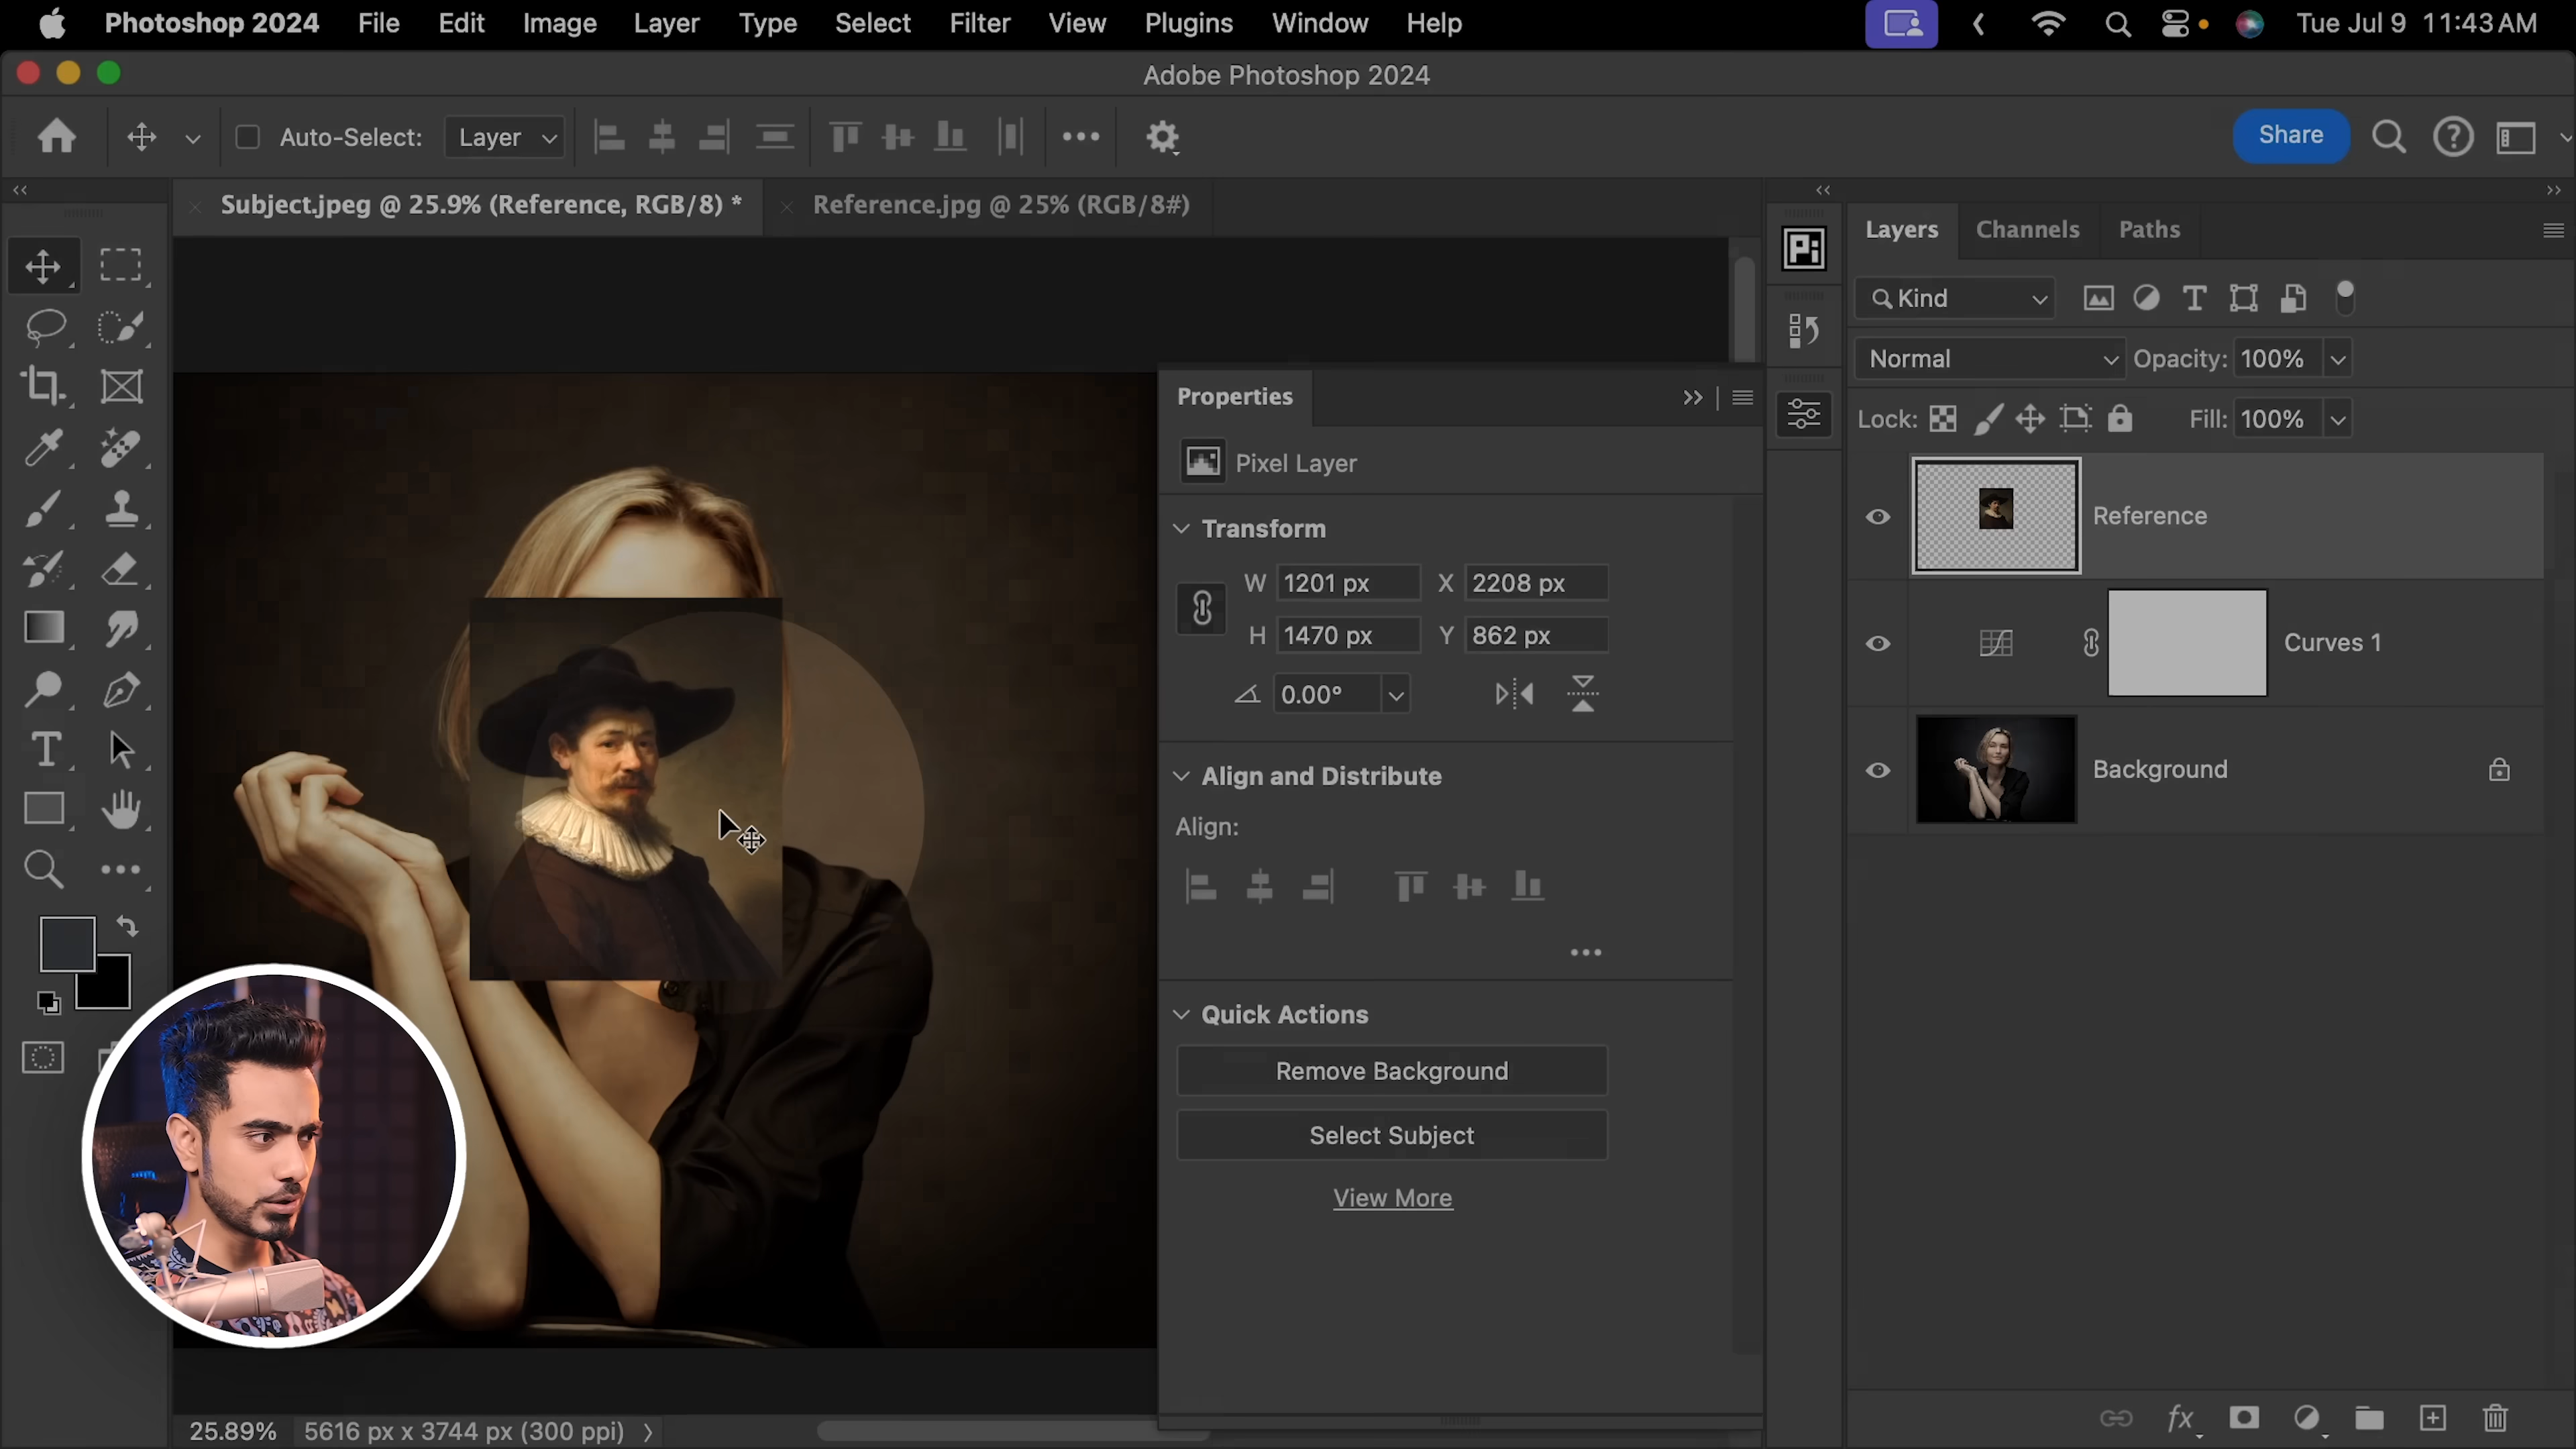 Photoshop 2024 File Edit Image Layer Type Select Filter View Plugins Window Help Tue Jul 9 11:43 AM
Adobe Photoshop 2024
Auto-Select: Layer Share
Subject.jpeg @ 25.9% (Reference, RGB/8) * Reference.jpg @ 25% (RGB/8#)
Layers Channels Paths
Pi
Kind
Normal Opacity: 100%
Lock: Fill: 100%
Properties
Pixel Layer
Transform
W 1201 px X 2208 px
H 1470 px Y 862 px
0.00°
Align and Distribute
Align:
Quick Actions
Remove Background
Select Subject
View More
Reference
Curves 1
Background
25.89% 5616 px x 3744 px (300 ppi)
fx